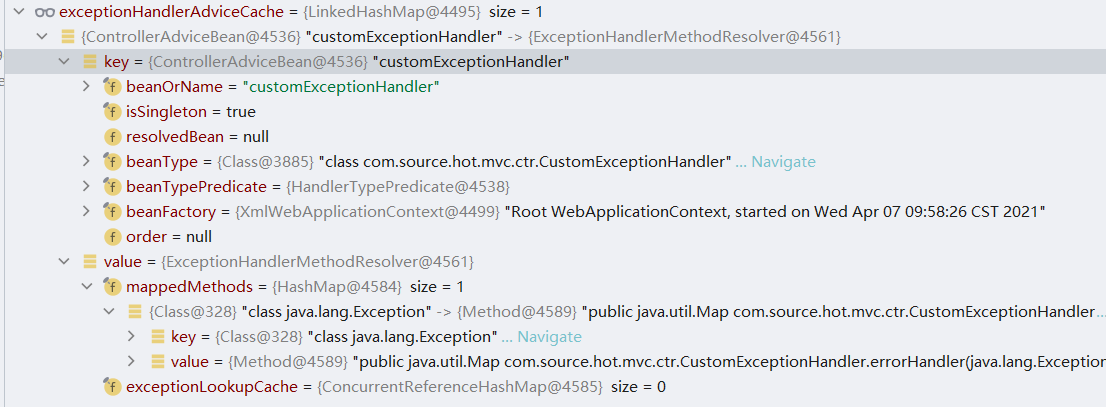 exceptionHandlerAdviceCache = {LinkedHashMap@4495} size = 1
{ControllerAdviceBean@4536} "customExceptionHandler" -> {ExceptionHandlerMethodResolver@4561}
key = {ControllerAdviceBean@4536} "customExceptionHandler"
beanOrName = "customExceptionHandler"
isSingleton = true
resolvedBean = null
beanType = {Class@3885} "class com.source.hot.mvc.ctr.CustomExceptionHandler" ... Navigate
beanTypePredicate = {HandlerTypePredicate@4538}
beanFactory = {XmlWebApplicationContext@4499} "Root WebApplicationContext, started on Wed Apr 07 09:58:26 CST 2021"
order = null
value = {ExceptionHandlerMethodResolver@4561}
mappedMethods = {HashMap@4584} size = 1
{Class@328} "class java.lang.Exception" -> {Method@4589} "public java.util.Map com.source.hot.mvc.ctr.CustomExceptionHandler...
key = {Class@328} "class java.lang.Exception" ... Navigate
value = {Method@4589} "public java.util.Map com.source.hot.mvc.ctr.CustomExceptionHandler.errorHandler(java.lang.Exception
exceptionLookupCache = {ConcurrentReferenceHashMap@4585} size = 0